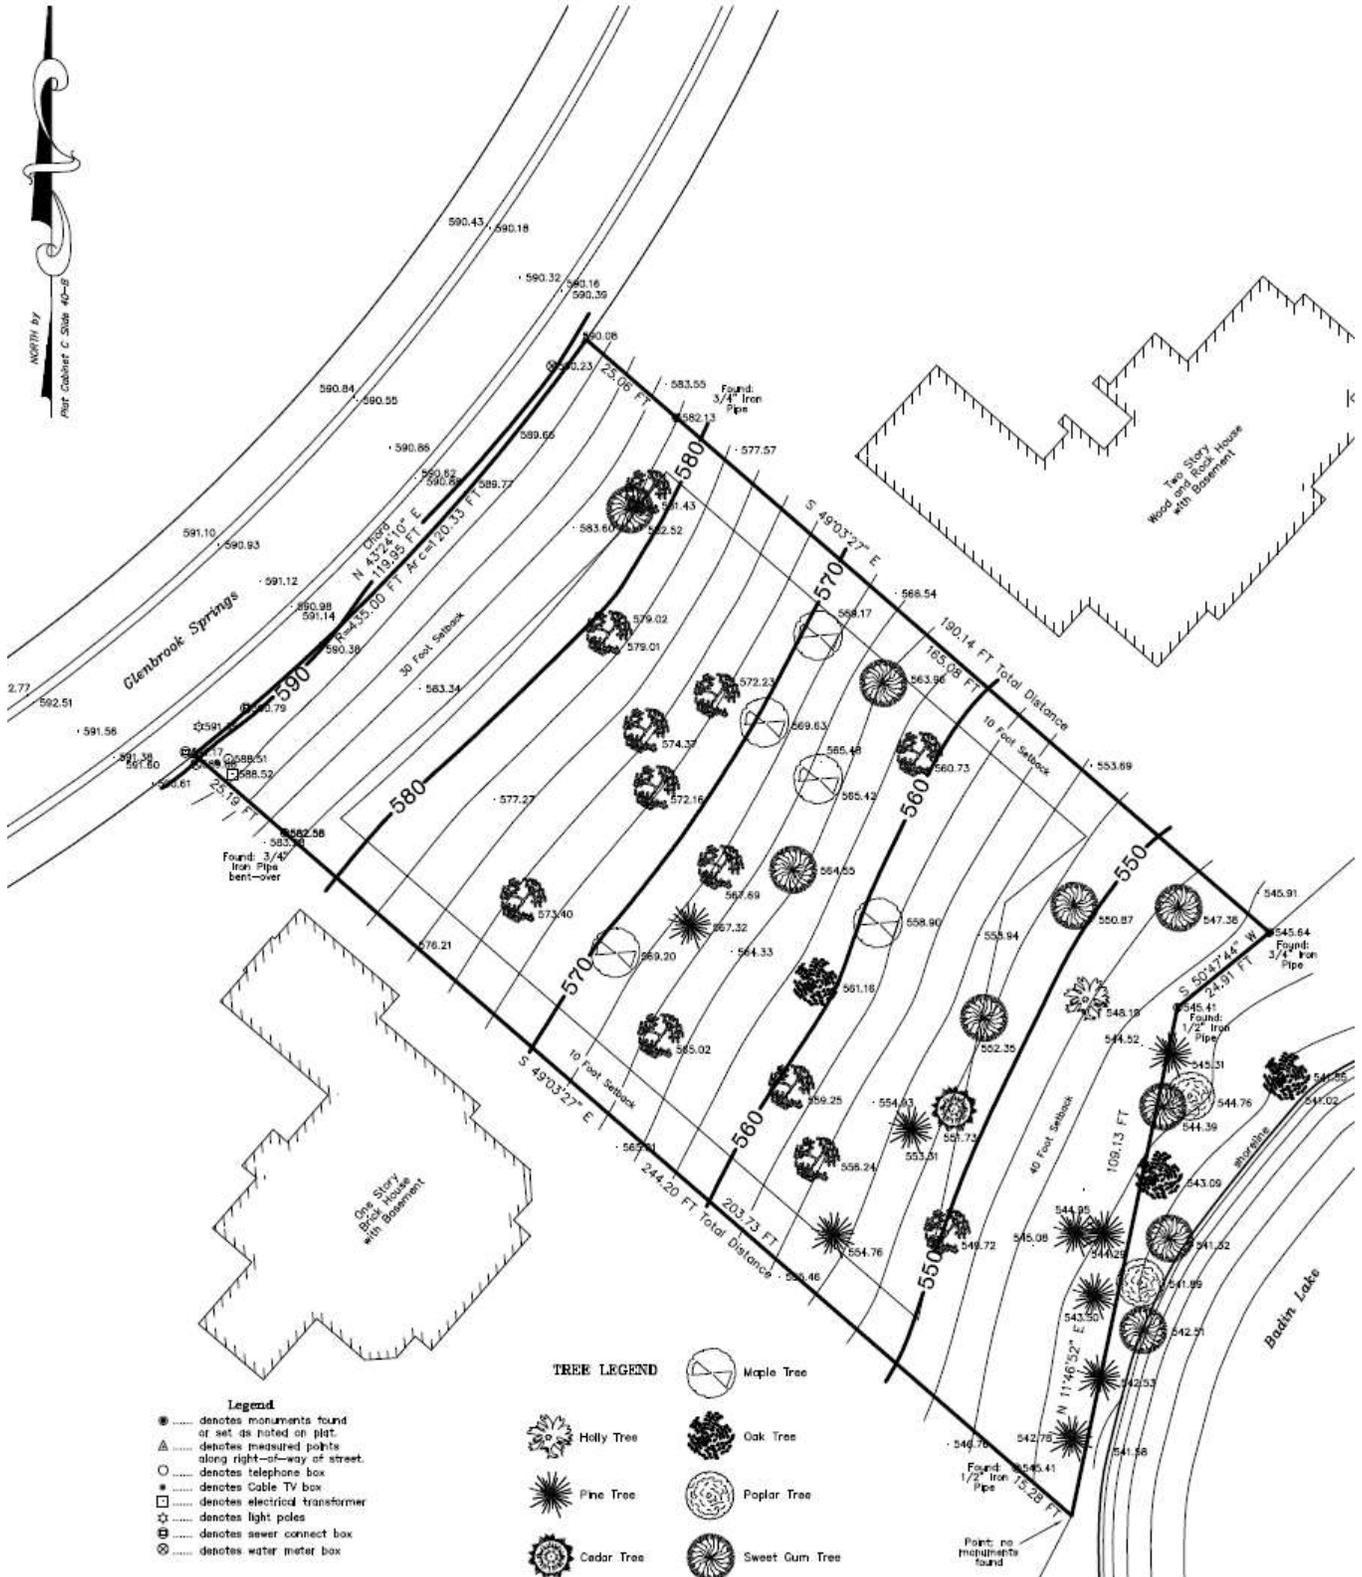 NORTH by
Plat Cabinet C Slide 40-B
590.43
590.18
590.32
590.16
590.39
590.08
590.23
25.06 FT
583.55
Found:
3/4" Iron
Pipe
582.13
580
577.57
590.84
590.55
590.86
590.62
589.65
589.77
Chord
N 43°24'10" E
119.95 FT
R=435.00 FT Arc=120.33 FT
582.52
S 49°03'27" E
570
569.17
566.54
190.14 FT Total Distance
165.08 FT
10 Foot Setback
Two Story
Wood and Rock House
with Basement
591.10
590.93
591.12
590.98
591.14
590.38
Glenbrook Springs
30 Foot Setback
579.02
579.01
590
583.34
572.23
563.96
2.77
592.51
591.56
591.38
591.60
588.51
588.52
25.19 FT
569.63
574.37
565.48
565.42
572.16
560.73
553.69
580
577.27
560
582.58
Found: 3/4"
Iron Pipe
bent-over
550
567.69
564.55
573.40
576.21
567.32
569.20
564.33
558.90
550.87
547.38
545.91
545.64
Found:
3/4" Iron
Pipe
S 50°47'44" W
24.91 FT
570
561.16
548.19
545.41
Found:
1/2" Iron
Pipe
544.52
545.31
552.35
565.02
10 Foot Setback
S 49°03'27" E
559.25
554.93
551.73
553.31
544.76
544.39
541.02
shoreline
109.13 FT
40 Foot Setback
560
556.24
543.09
244.20 FT Total Distance
203.73 FT
554.76
549.72
544.95
545.08
544.29
541.32
541.89
543.50
542.51
550
One Story
Brick House
with Basement
Badin Lake
N 11°46'52" E
542.53
542.78
541.58
545.41
Found:
1/2" Iron
Pipe
15.28 FT
Point; no
monuments
found
TREE LEGEND
Maple Tree
Holly Tree
Oak Tree
Pine Tree
Poplar Tree
Cedar Tree
Sweet Gum Tree
Legend
...... denotes monuments found
or set as noted on plat.
...... denotes measured points
along right-of-way of street.
...... denotes telephone box
...... denotes Cable TV box
...... denotes electrical transformer
...... denotes light poles
...... denotes sewer connect box
...... denotes water meter box